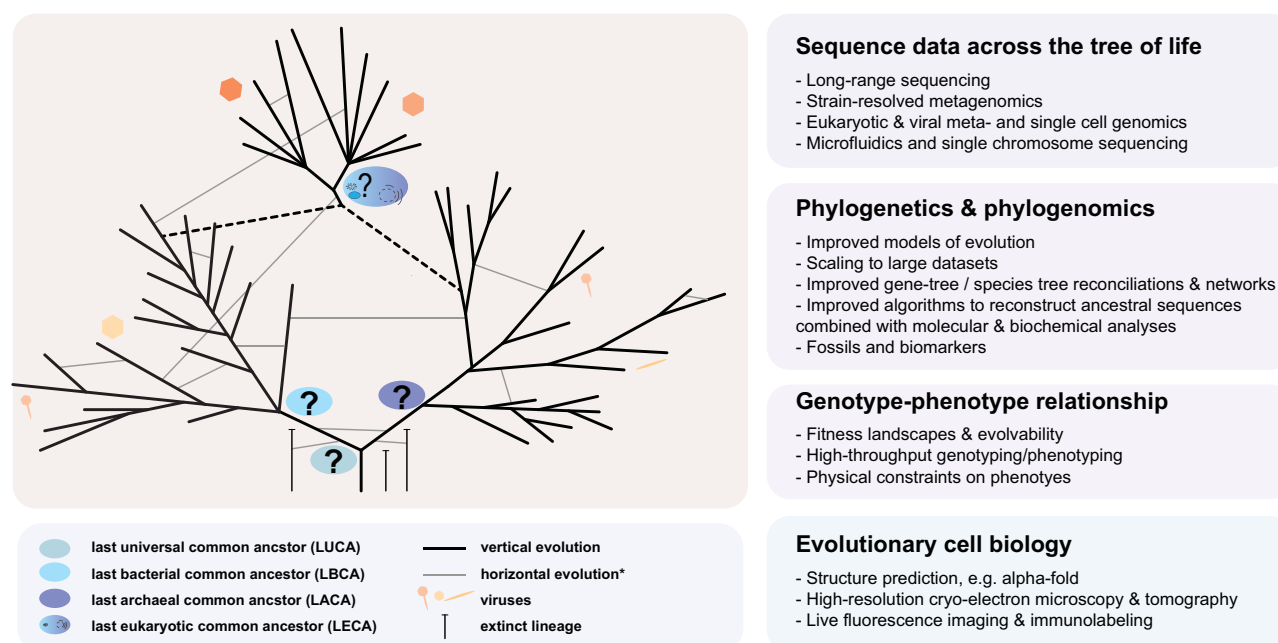 ?
?
?
?
last universal common ancstor (LUCA)
last bacterial common ancestor (LBCA)
last archaeal common ancstor (LACA)
last eukaryotic common ancestor (LECA)
vertical evolution
horizontal evolution*
viruses
extinct lineage
Sequence data across the tree of life
- Long-range sequencing
- Strain-resolved metagenomics
- Eukaryotic & viral meta- and single cell genomics
- Microfluidics and single chromosome sequencing
Phylogenetics & phylogenomics
- Improved models of evolution
- Scaling to large datasets
- Improved gene-tree / species tree reconciliations & networks
- Improved algorithms to reconstruct ancestral sequences
combined with molecular & biochemical analyses
- Fossils and biomarkers
Genotype-phenotype relationship
- Fitness landscapes & evolvability
- High-throughput genotyping/phenotyping
- Physical constraints on phenotyes
Evolutionary cell biology
- Structure prediction, e.g. alpha-fold
- High-resolution cryo-electron microscopy & tomography
- Live fluorescence imaging & immunolabeling